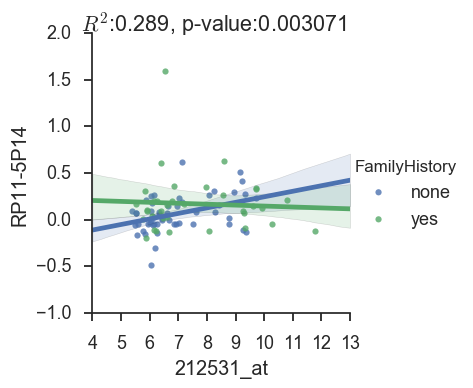 R²:0.289, p-value:0.003071
2.0
1.5
1.0
0.5
0.0
−0.5
−1.0
RP11-5P14
4 5 6 7 8 9 10 11 12 13
212531_at
FamilyHistory
none
yes